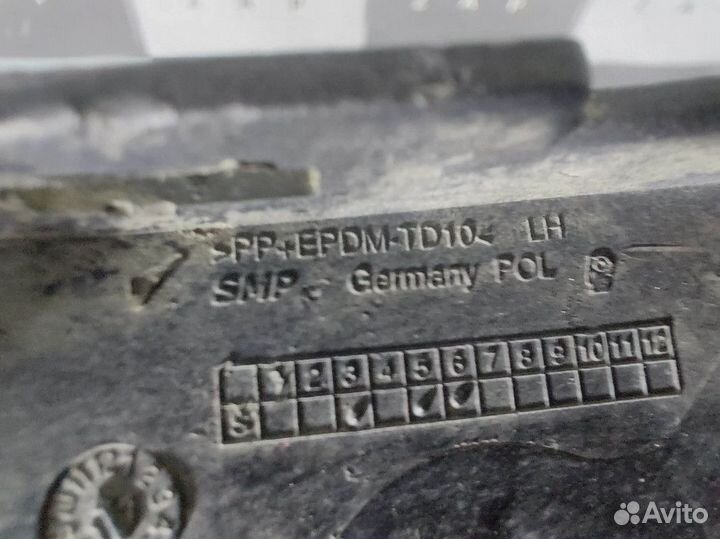 >PP+EPDM-TD10< LH
SMP Germany POL
1 2 3 4 5 6 7 8 9 10 11 12
Avito